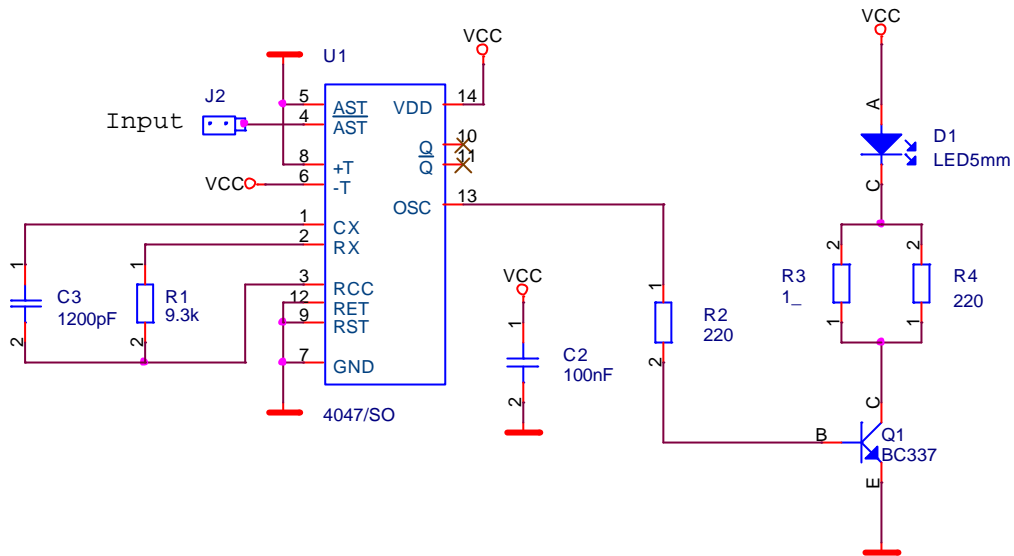 VCC
VCC
U1
J2
Input
5
4
8
6
1
2
3
12
9
7
AST
AST
+T
-T
CX
RX
RCC
RET
RST
GND
VDD
Q
Q
OSC
14
10
11
13
VCC
4047/SO
1
C3
1200pF
2
1
R1
9.3k
2
VCC
1
C2
100nF
2
1
R2
220
2
A
D1
LED5mm
C
2
R3
1_
1
2
R4
220
1
C
B
Q1
BC337
E